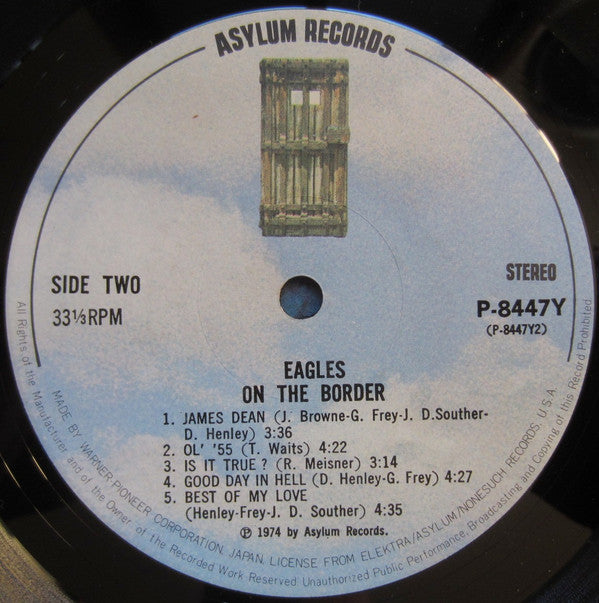 ASYLUM RECORDS
SIDE TWO
33⅓RPM
STEREO
P-8447Y
(P-8447Y2)
EAGLES
ON THE BORDER
1. JAMES DEAN (J. Browne-G. Frey-J. D.Souther-
D. Henley) 3:36
2. OL' '55 (T. Waits) 4:22
3. IS IT TRUE? (R. Meisner) 3:14
4. GOOD DAY IN HELL (D. Henley-G. Frey) 4:27
5. BEST OF MY LOVE
(Henley-Frey-J. D. Souther) 4:35
Ⓟ 1974 by Asylum Records.
MADE BY WARNER-PIONEER CORPORATION, JAPAN, LICENSE FROM ELEKTRA/ASYLUM/NONESUCH RECORDS, U.S.A.
All Rights of the Manufacturer and of the Owner of the Recorded Work Reserved Unauthorized Public Performance, Broadcasting and Copying of this Record Prohibited.